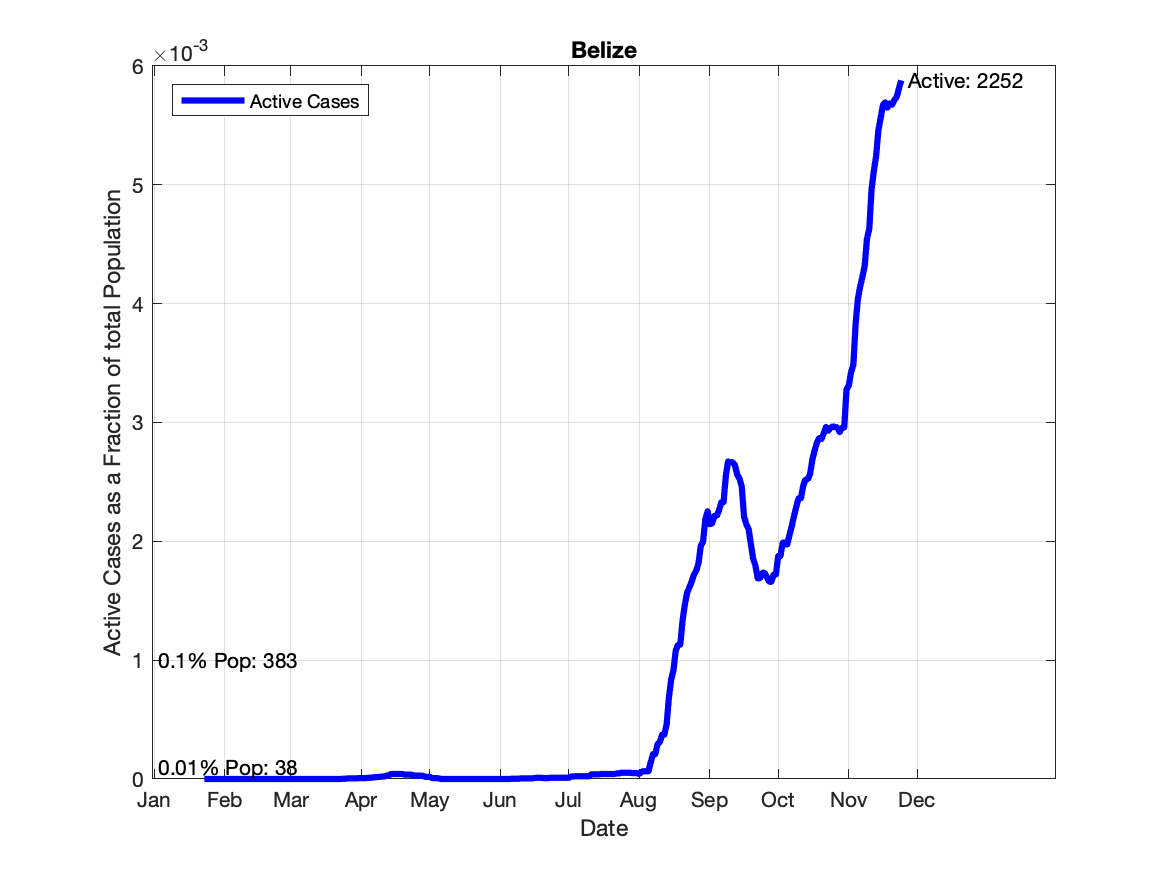 Belize
×10-3
6
Active: 2252
Active Cases
5
4
3
2
0.1% Pop: 383
1
0.01% Pop: 38
0
Jan Feb Mar Apr May Jun Jul Aug Sep Oct Nov Dec
Date
Active Cases as a Fraction of total Population